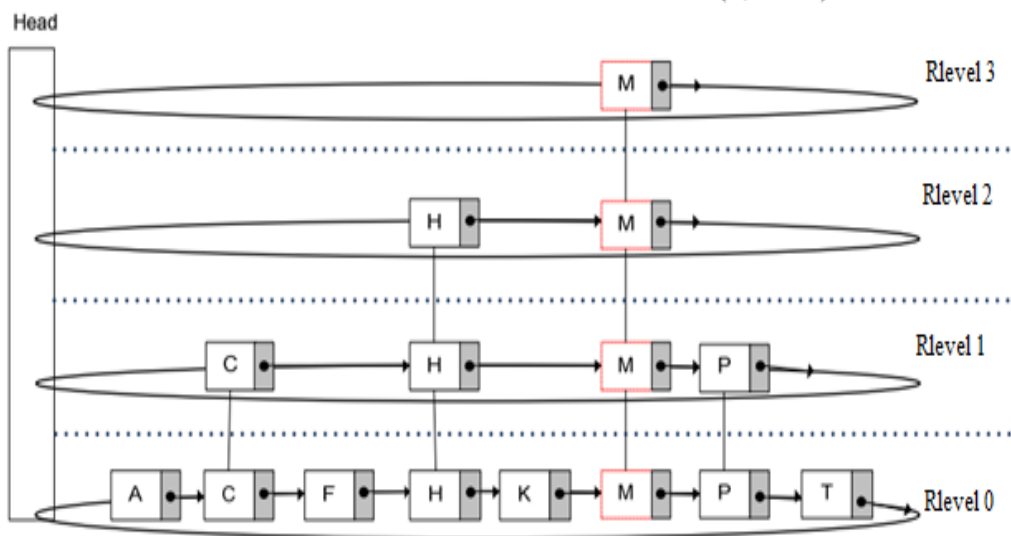 Head
M
Rlevel 3
H M
Rlevel 2
C H M P
Rlevel 1
A C F H K M P T
Rlevel 0